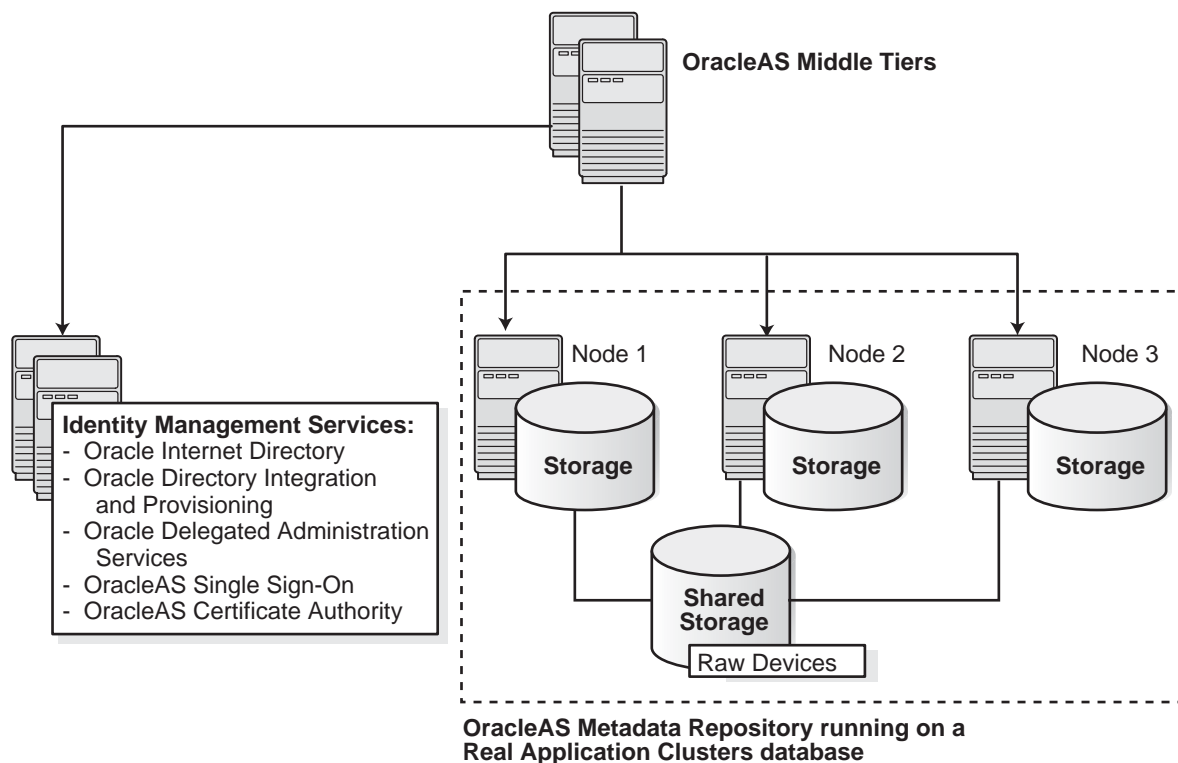 OracleAS Middle Tiers
Node 1
Node 2
Node 3
Storage
Storage
Storage
Identity Management Services:
- Oracle Internet Directory
- Oracle Directory Integration
and Provisioning
- Oracle Delegated Administration
Services
- OracleAS Single Sign-On
- OracleAS Certificate Authority
Shared
Storage
Raw Devices
OracleAS Metadata Repository running on a
Real Application Clusters database